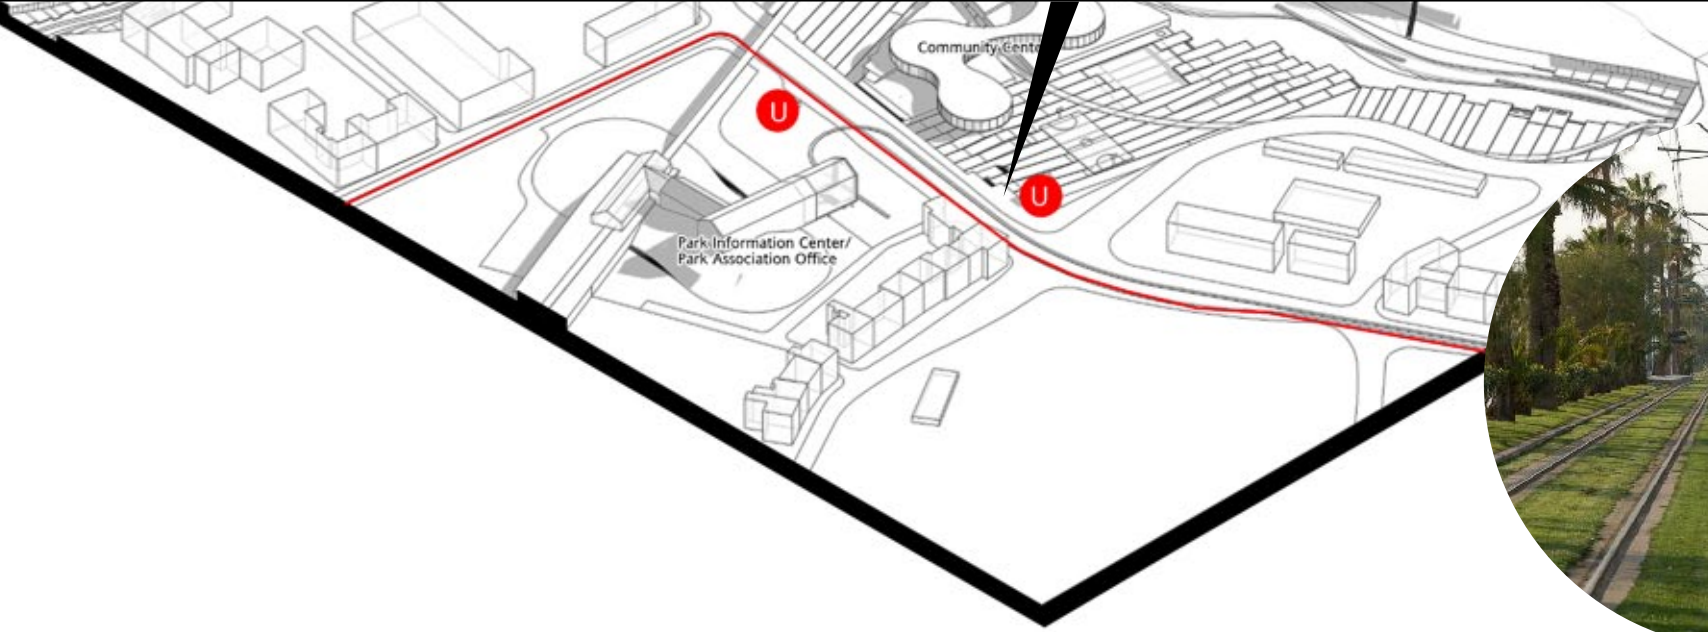 Community Cente
U
U
Park Information Center/
Park Association Office